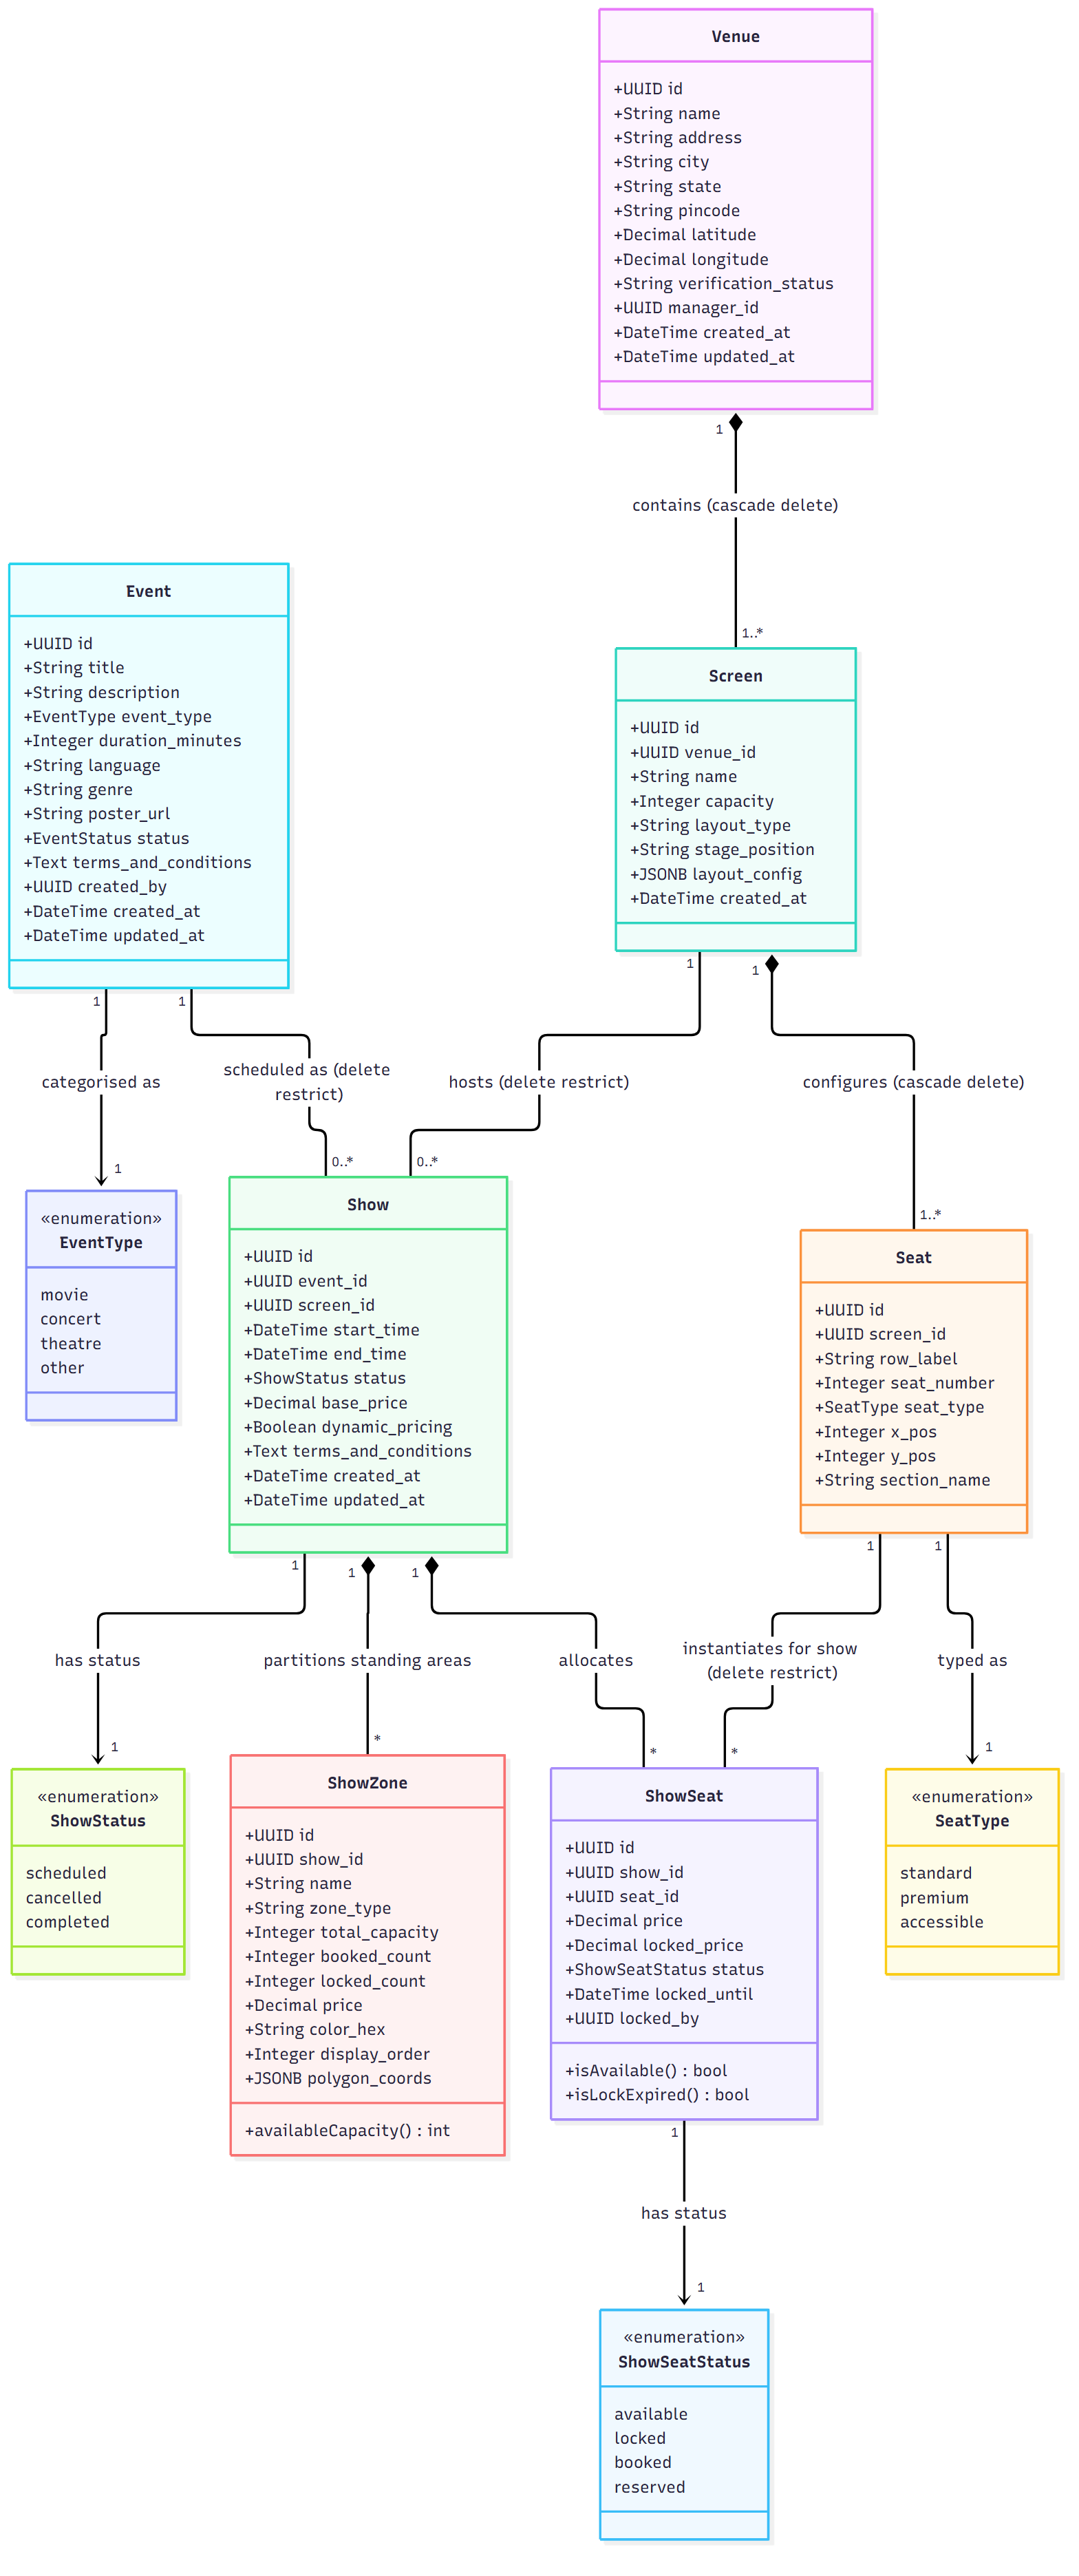 Venue
+UUID id
+String name
+String address
+String city
+String state
+String pincode
+Decimal latitude
+Decimal longitude
+String verification_status
+UUID manager_id
+DateTime created_at
+DateTime updated_at
1
contains (cascade delete)
1..*
Event
+UUID id
+String title
+String description
+EventType event_type
+Integer duration_minutes
+String language
+String genre
+String poster_url
+EventStatus status
+Text terms_and_conditions
+UUID created_by
+DateTime created_at
+DateTime updated_at
Screen
+UUID id
+UUID venue_id
+String name
+Integer capacity
+String layout_type
+String stage_position
+JSONB layout_config
+DateTime created_at
1
1
1
1
categorised as
scheduled as (delete
restrict)
hosts (delete restrict)
configures (cascade delete)
1
0..*
0..*
1..*
«enumeration»
EventType
movie
concert
theatre
other
Show
+UUID id
+UUID event_id
+UUID screen_id
+DateTime start_time
+DateTime end_time
+ShowStatus status
+Decimal base_price
+Boolean dynamic_pricing
+Text terms_and_conditions
+DateTime created_at
+DateTime updated_at
Seat
+UUID id
+UUID screen_id
+String row_label
+Integer seat_number
+SeatType seat_type
+Integer x_pos
+Integer y_pos
+String section_name
1
1
1
1
1
has status
partitions standing areas
allocates
instantiates for show
(delete restrict)
typed as
1
*
*
*
1
«enumeration»
ShowStatus
scheduled
cancelled
completed
ShowZone
+UUID id
+UUID show_id
+String name
+String zone_type
+Integer total_capacity
+Integer booked_count
+Integer locked_count
+Decimal price
+String color_hex
+Integer display_order
+JSONB polygon_coords
+availableCapacity() : int
ShowSeat
+UUID id
+UUID show_id
+UUID seat_id
+Decimal price
+Decimal locked_price
+ShowSeatStatus status
+DateTime locked_until
+UUID locked_by
+isAvailable() : bool
+isLockExpired() : bool
«enumeration»
SeatType
standard
premium
accessible
1
has status
1
«enumeration»
ShowSeatStatus
available
locked
booked
reserved